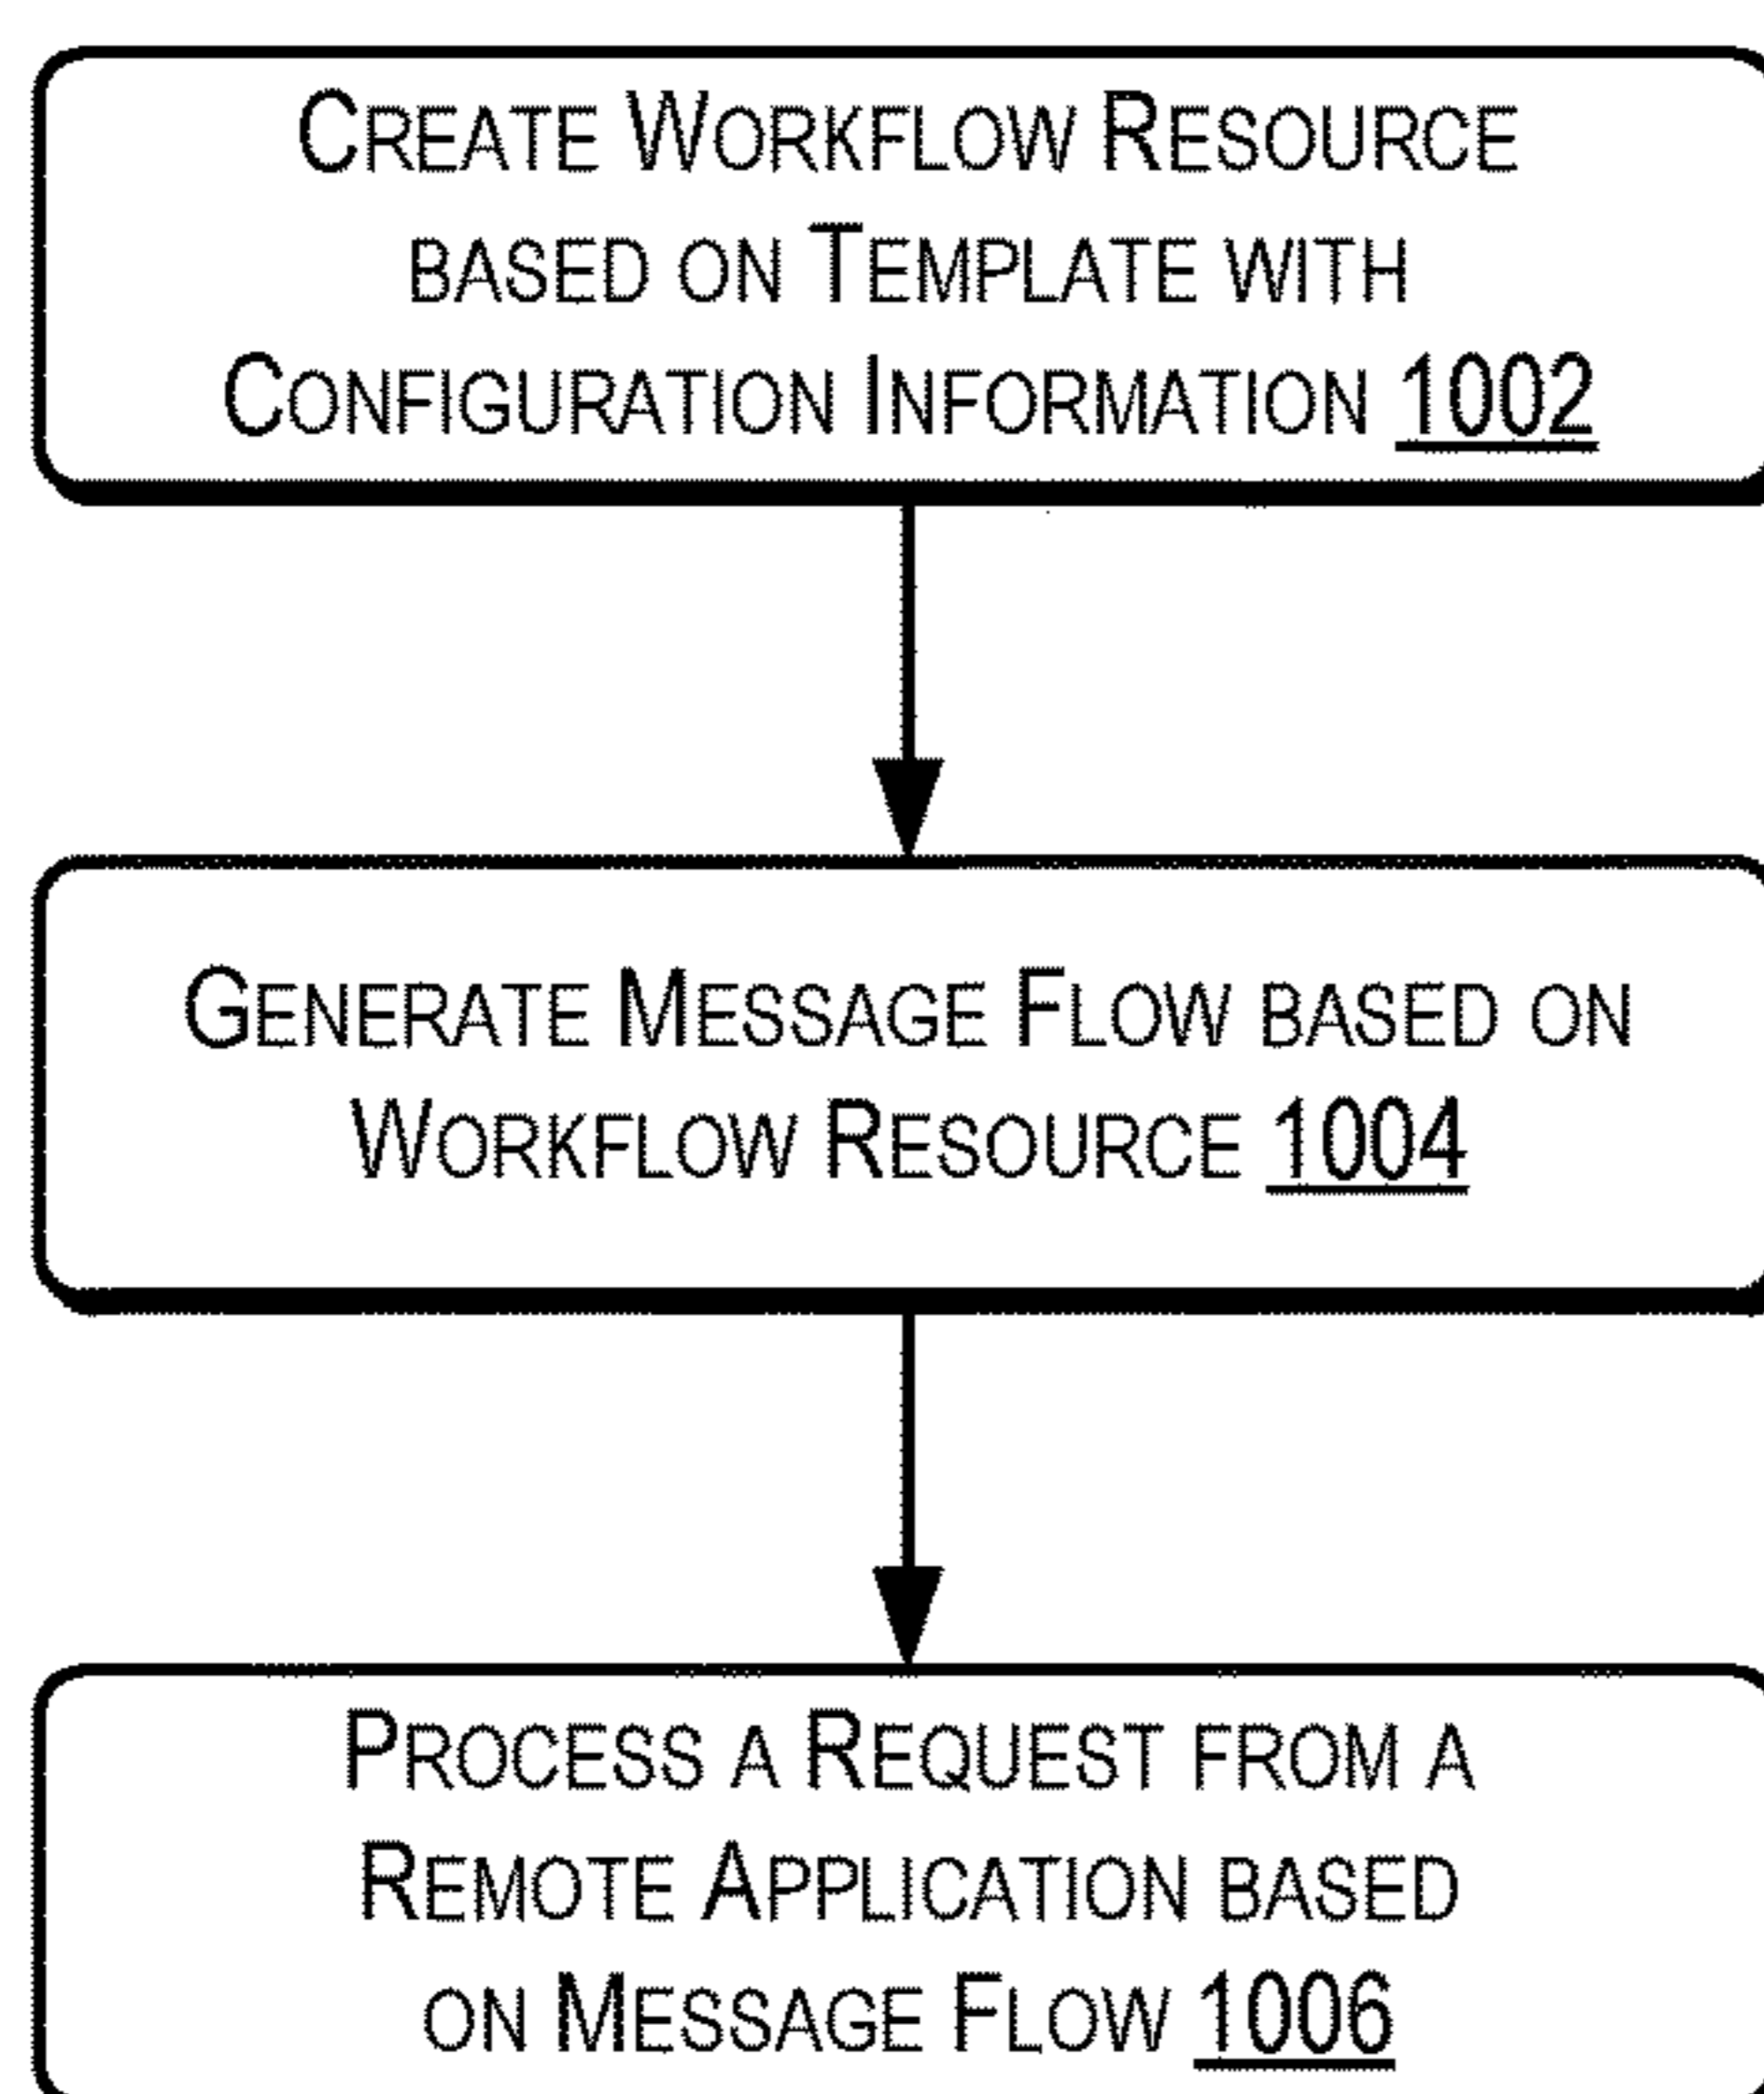 Create Workflow Resource
based on Template with
Configuration Information 1002
Generate Message Flow based on
Workflow Resource 1004
Process a Request from a
Remote Application based
on Message Flow 1006